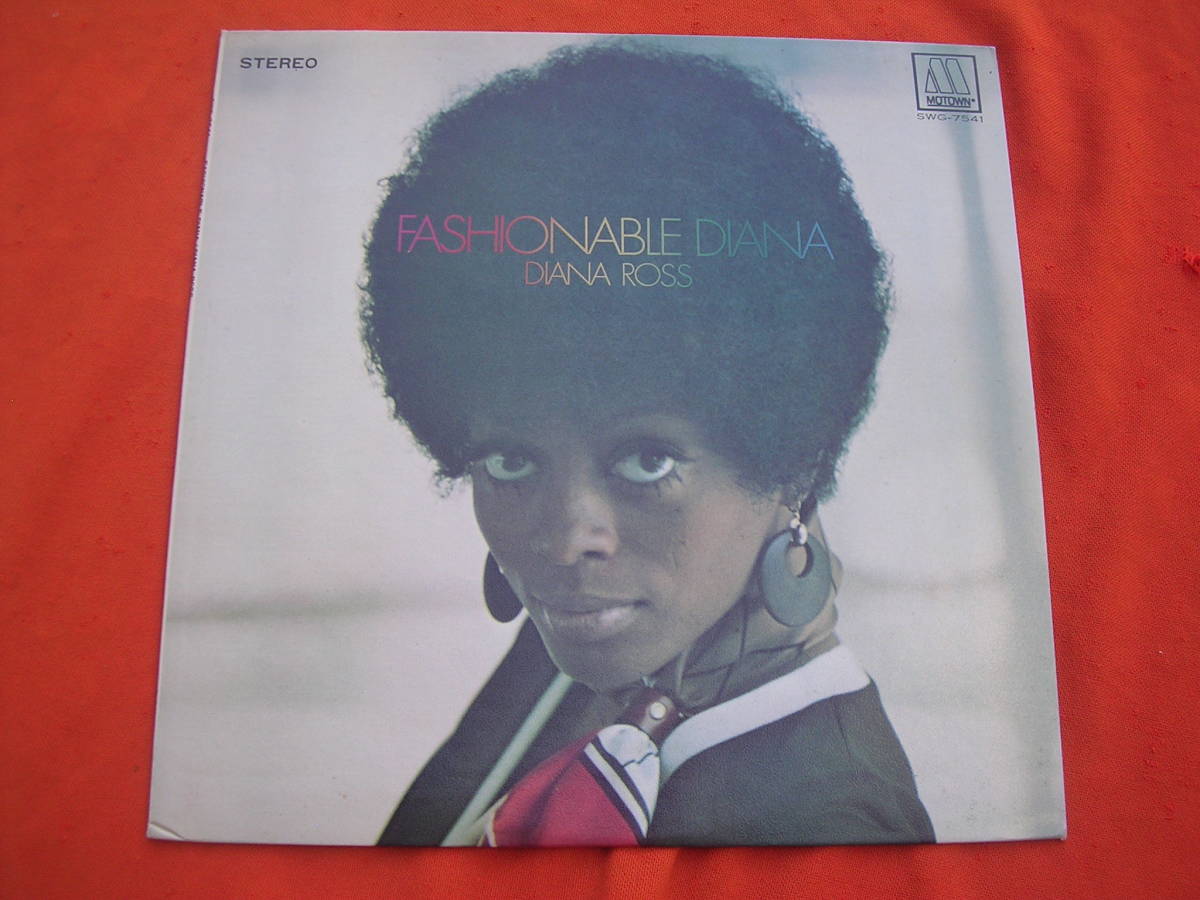 STEREO
MOTOWN®
SWG-7541
FASHIONABLE DIANA
DIANA ROSS